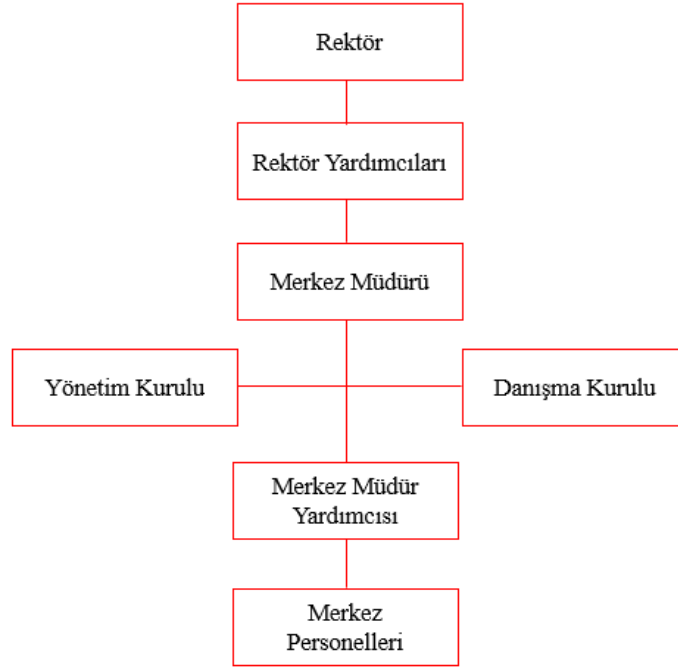 Rektör
Rektör Yardımcıları
Merkez Müdürü
Yönetim Kurulu
Danışma Kurulu
Merkez Müdür
Yardımcısı
Merkez
Personelleri